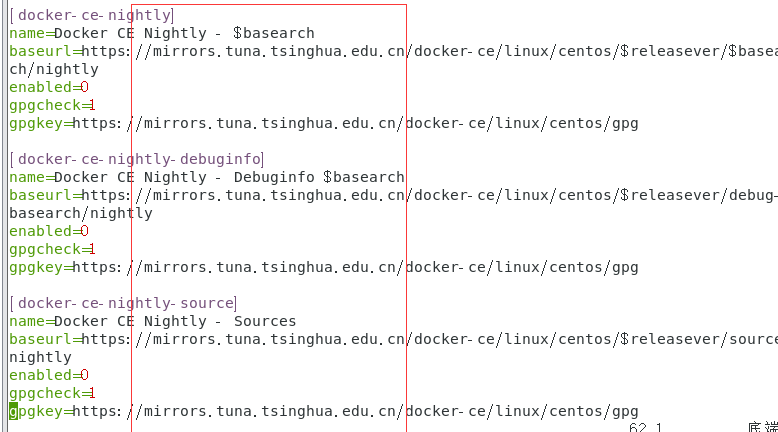 [docker-ce-nightly]
name=Docker CE Nightly - $basearch
baseurl=https://mirrors.tuna.tsinghua.edu.cn/docker-ce/linux/centos/$releasever/$basea
ch/nightly
enabled=0
gpgcheck=1
gpgkey=https://mirrors.tuna.tsinghua.edu.cn/docker-ce/linux/centos/gpg
[docker-ce-nightly-debuginfo]
name=Docker CE Nightly - Debuginfo $basearch
baseurl=https://mirrors.tuna.tsinghua.edu.cn/docker-ce/linux/centos/$releasever/debug-
basearch/nightly
enabled=0
gpgcheck=1
gpgkey=https://mirrors.tuna.tsinghua.edu.cn/docker-ce/linux/centos/gpg
[docker-ce-nightly-source]
name=Docker CE Nightly - Sources
baseurl=https://mirrors.tuna.tsinghua.edu.cn/docker-ce/linux/centos/$releasever/source
nightly
enabled=0
gpgcheck=1
gpgkey=https://mirrors.tuna.tsinghua.edu.cn/docker-ce/linux/centos/gpg
62,1 底端